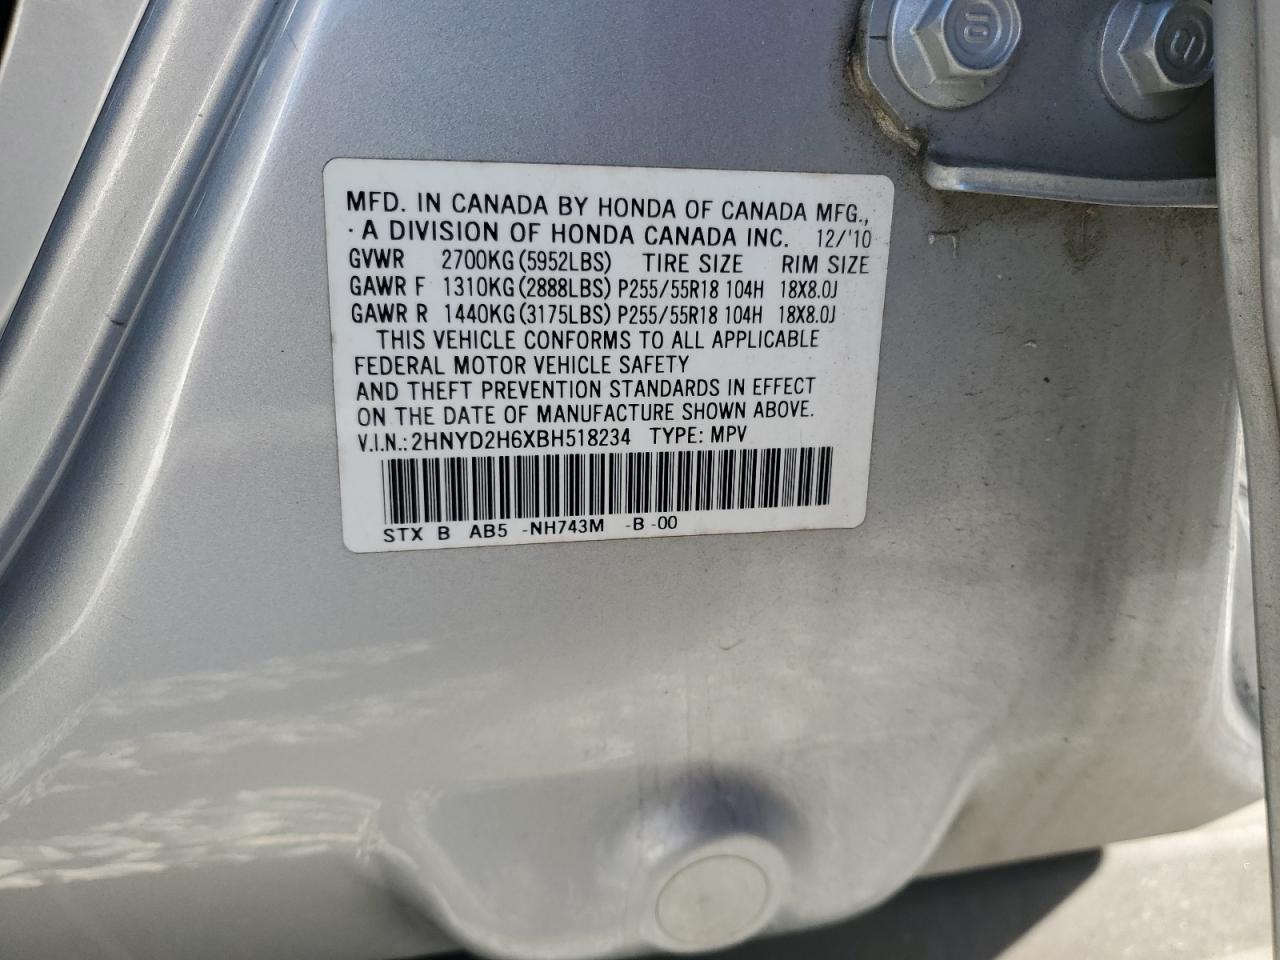 10
8
MFD. IN CANADA BY HONDA OF CANADA MFG.,
· A DIVISION OF HONDA CANADA INC. 12/'10
GVWR 2700KG(5952LBS) TIRE SIZE RIM SIZE
GAWR F 1310KG(2888LBS) P255/55R18 104H 18X8.0J
GAWR R 1440KG(3175LBS) P255/55R18 104H 18X8.0J
THIS VEHICLE CONFORMS TO ALL APPLICABLE
FEDERAL MOTOR VEHICLE SAFETY
AND THEFT PREVENTION STANDARDS IN EFFECT
ON THE DATE OF MANUFACTURE SHOWN ABOVE.
V.I.N.: 2HNYD2H6XBH518234 TYPE: MPV
STX B AB5 -NH743M -B -00